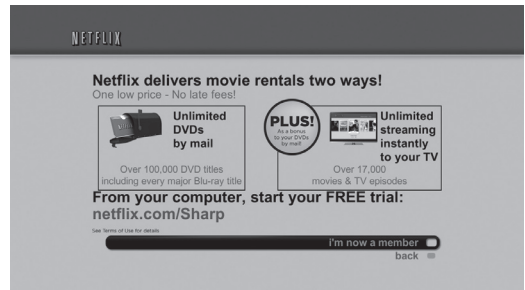 NETFLIX
Netflix delivers movie rentals two ways!
One low price - No late fees!
Unlimited
DVDs
by mail
Over 100,000 DVD titles
including every major Blu-ray title
PLUS!
As a bonus
to your DVDs
by mail
Unlimited
streaming
instantly
to your TV
Over 17,000
movies & TV episodes
From your computer, start your FREE trial:
netflix.com/Sharp
See Terms of Use for details
i'm now a member
back